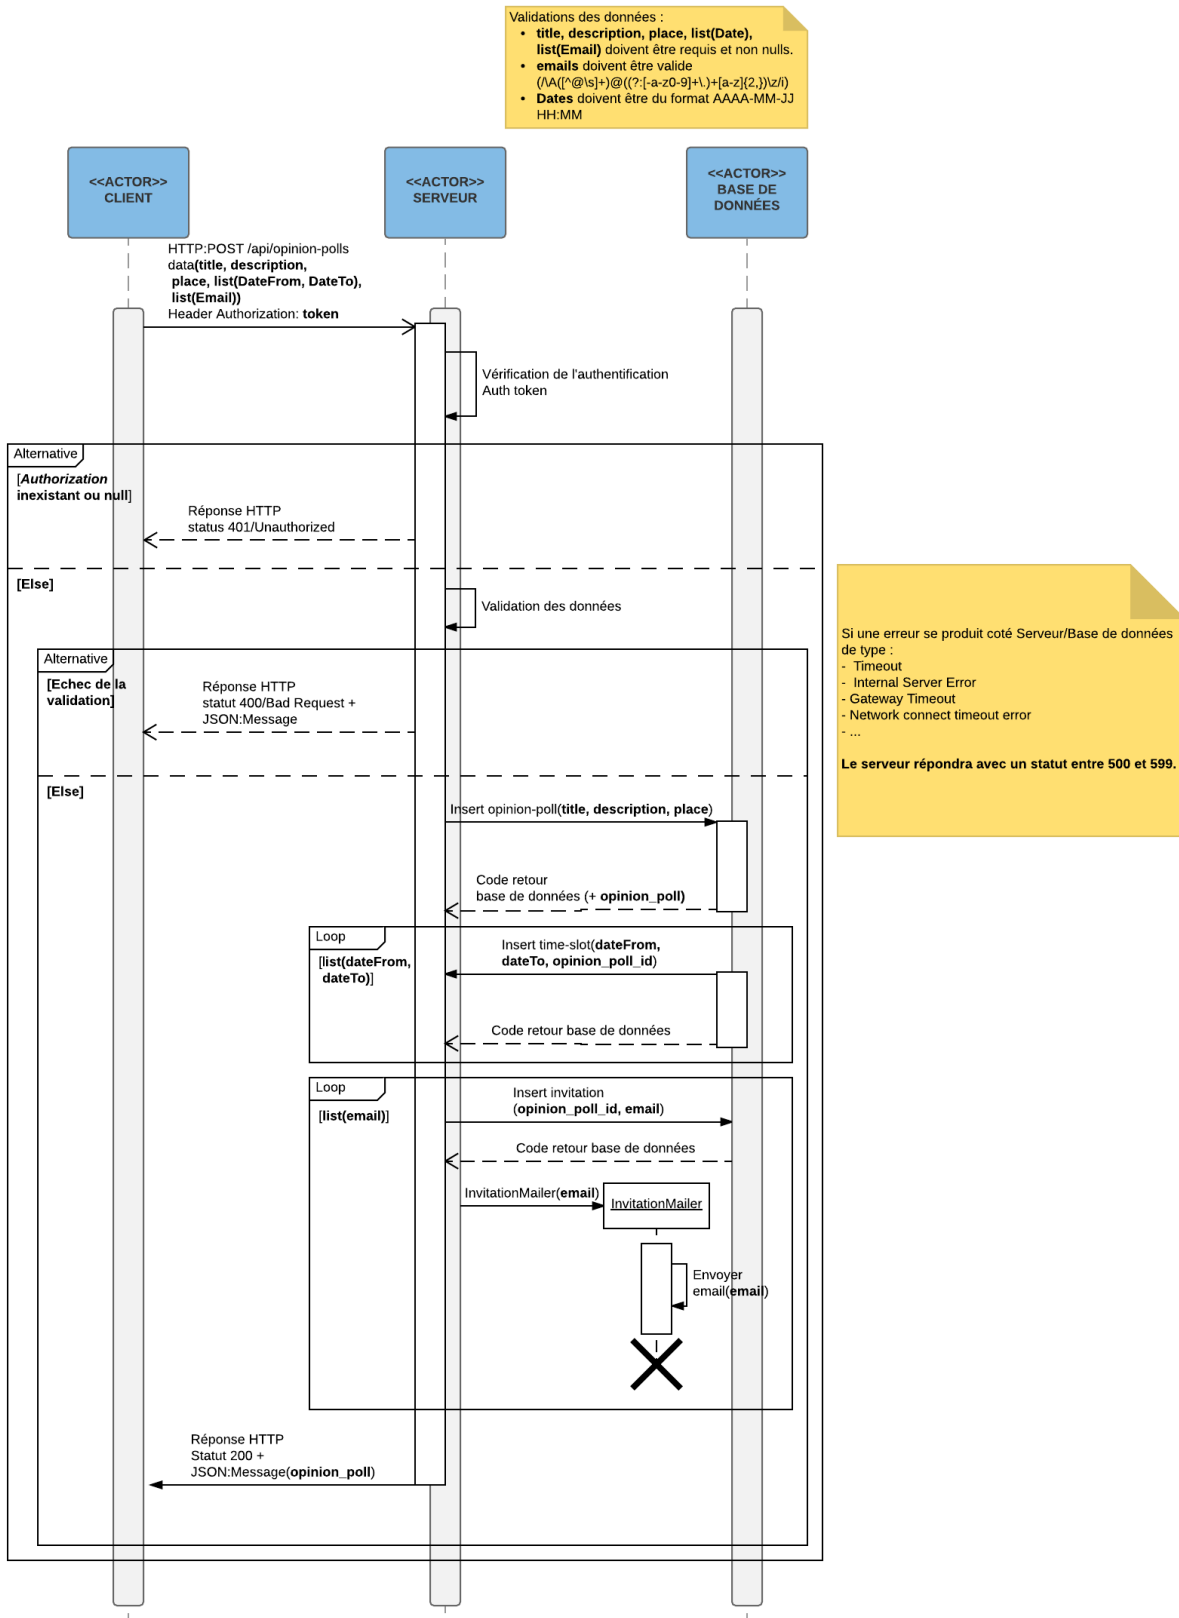 Validations des données :
• title, description, place, list(Date),
list(Email) doivent être requis et non nulls.
• emails doivent être valide
(/\A([^@\s]+)@((?:[-a-z0-9]+\.)+[a-z]{2,})\z/i)
• Dates doivent être du format AAAA-MM-JJ
HH:MM
<<ACTOR>>
CLIENT
<<ACTOR>>
SERVEUR
<<ACTOR>>
BASE DE
DONNÉES
HTTP:POST /api/opinion-polls
data(title, description,
place, list(DateFrom, DateTo),
list(Email))
Header Authorization: token
Vérification de l'authentification
Auth token
Alternative
[Authorization
inexistant ou null]
Réponse HTTP
status 401/Unauthorized
[Else]
Validation des données
Alternative
[Echec de la
validation]
Réponse HTTP
statut 400/Bad Request +
JSON:Message
Si une erreur se produit coté Serveur/Base de données
de type :
- Timeout
- Internal Server Error
- Gateway Timeout
- Network connect timeout error
- ...
Le serveur répondra avec un statut entre 500 et 599.
[Else]
Insert opinion-poll(title, description, place)
Code retour
base de données (+ opinion_poll)
Loop
[list(dateFrom,
dateTo)]
Insert time-slot(dateFrom,
dateTo, opinion_poll_id)
Code retour base de données
Loop
[list(email)]
Insert invitation
(opinion_poll_id, email)
Code retour base de données
InvitationMailer(email)
InvitationMailer
Envoyer
email(email)
Réponse HTTP
Statut 200 +
JSON:Message(opinion_poll)